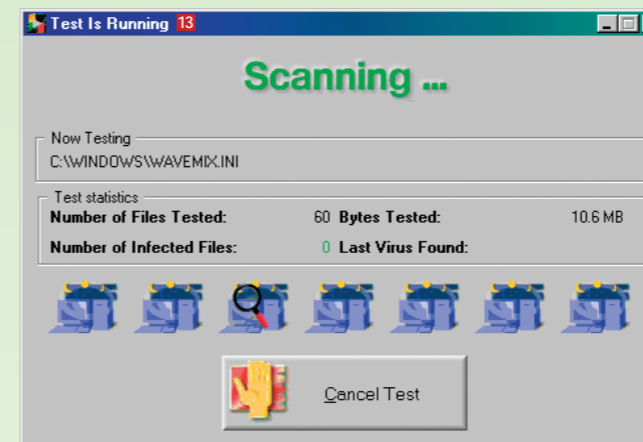 Test Is Running 13
Scanning ...
Now Testing
C:\WINDOWS\WAVEMIX.INI
Test statistics
Number of Files Tested: 60 Bytes Tested: 10.6 MB
Number of Infected Files: 0 Last Virus Found:
Cancel Test